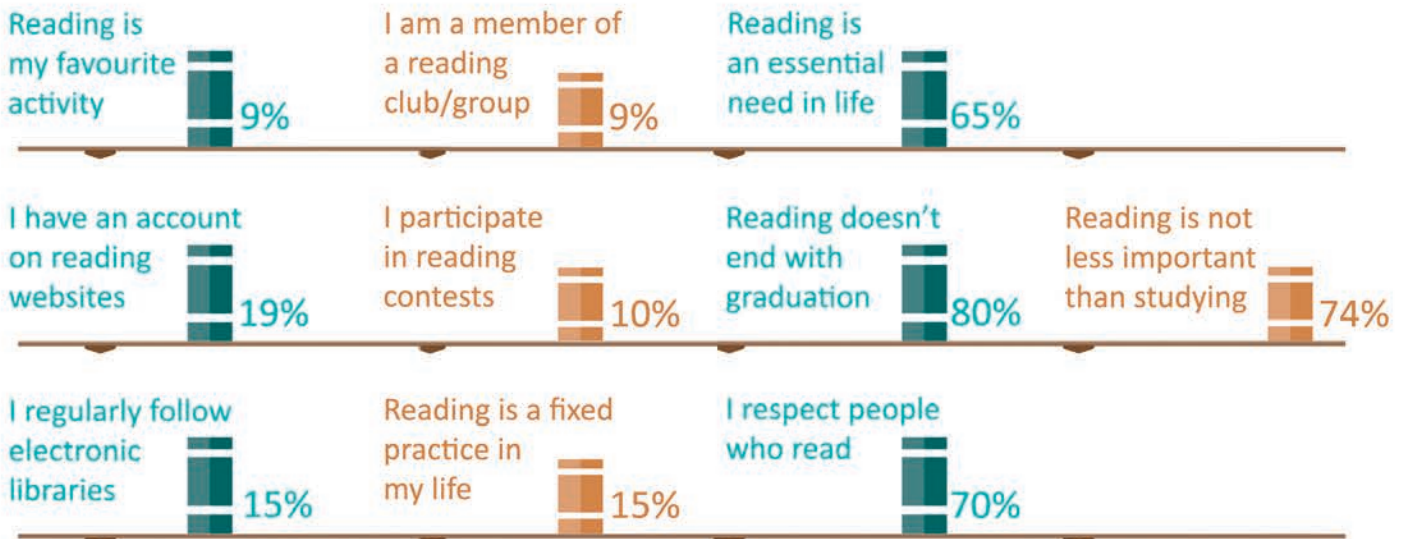 Reading is
my favourite
activity
9%
I am a member of
a reading
club/group
9%
Reading is
an essential
need in life
65%
I have an account
on reading
websites
19%
I participate
in reading
contests
10%
Reading doesn't
end with
graduation
80%
Reading is not
less important
than studying
74%
I regularly follow
electronic
libraries
15%
Reading is a fixed
practice in
my life
15%
I respect people
who read
70%